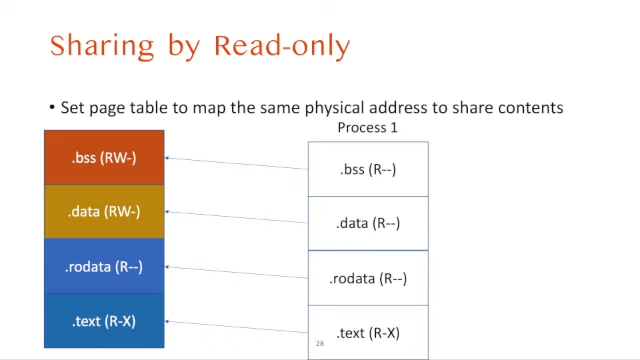 Sharing by Read-only
• Set page table to map the same physical address to share contents
Process 1
.bss (RW-)
.bss (R--)
.data (RW-)
.data (R--)
.rodata (R--)
.rodata (R--)
.text (R-X)
.text (R-X)
28